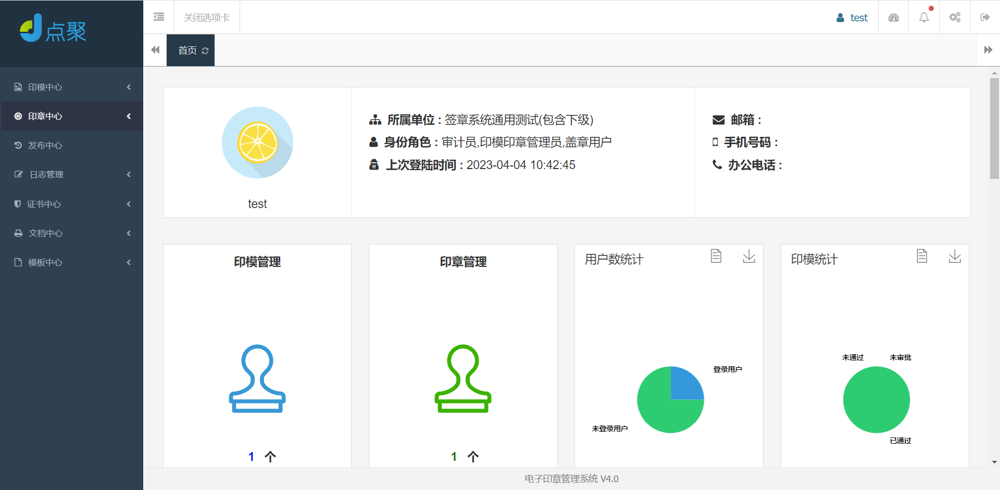 点聚
关闭选项卡
test
首页
印模中心
印章中心
发布中心
日志管理
证书中心
文档中心
模板中心
test
所属单位 : 签章系统通用测试(包含下级)
身份角色 : 审计员,印模印章管理员,盖章用户
上次登陆时间 : 2023-04-04 10:42:45
邮箱 :
手机号码 :
办公电话 :
印模管理
1 个
印章管理
1 个
用户数统计
登录用户
未登录用户
印模统计
未通过
未审批
已通过
电子印章管理系统 V4.0